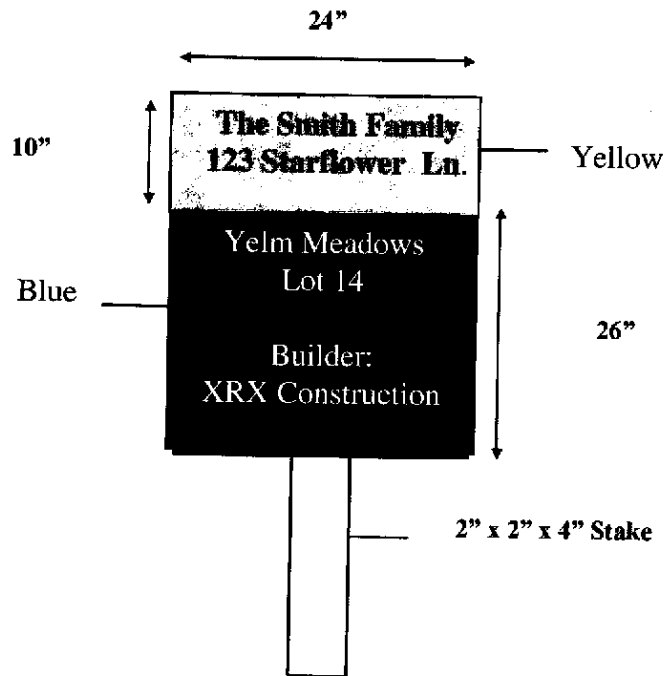 24”
10”
The Smith Family
123 Starflower Ln.
Yellow
Yelm Meadows
Lot 14
Blue
26”
Builder:
XRX Construction
2” x 2” x 4” Stake